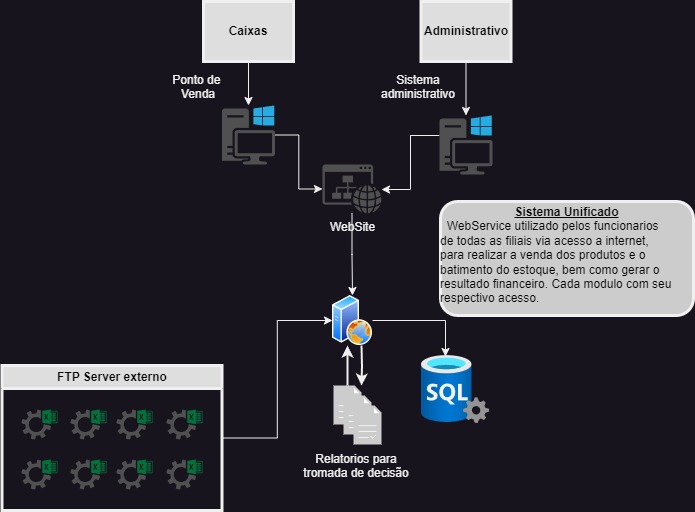 Caixas
Administrativo
Ponto de
Venda
Sistema
administrativo
WebSite
Sistema Unificado
WebService utilizado pelos funcionarios
de todas as filiais via acesso a internet,
para realizar a venda dos produtos e o
batimento do estoque, bem como gerar o
resultado financeiro. Cada modulo com seu
respectivo acesso.
FTP Server externo
SQL
Relatorios para
tromada de decisão